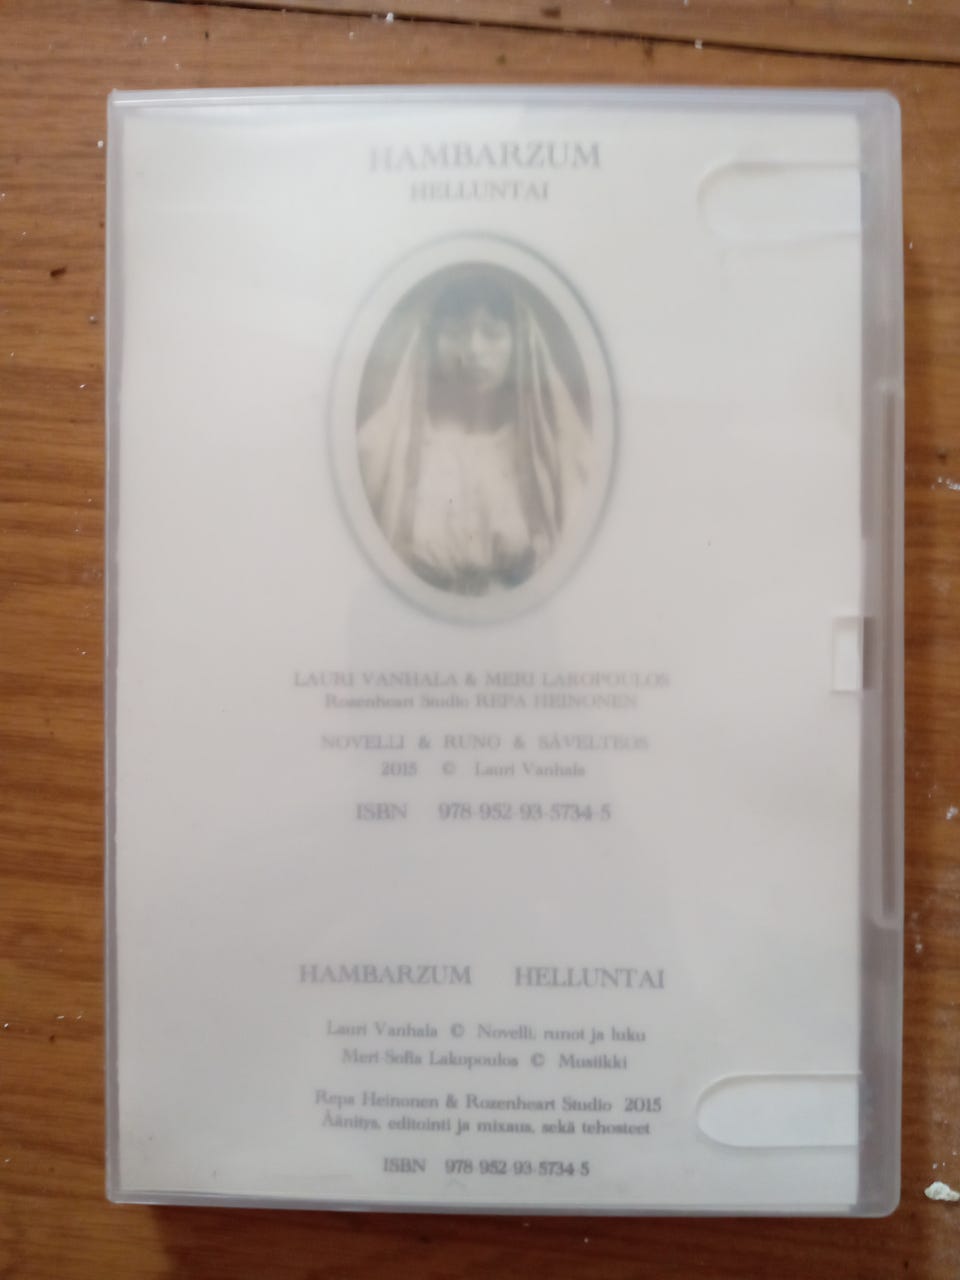 HAMBARZUM
HELLUNTAI
LAURI VANHALA & MERI LAKOPOULOS
Rozenheart Studio REPA HEINONEN
NOVELLI & RUNO & SÄVELTEOS
2015 © Lauri Vanhala
ISBN 978-952-93-5734-5
HAMBARZUM HELLUNTAI
Lauri Vanhala © Novelli, runot ja luku
Meri-Sofia Lakopoulos © Musiikki
Repa Heinonen & Rozenheart Studio 2015
Äänitys, editointi ja mixaus, sekä tehosteet
ISBN 978-952-93-5734-5